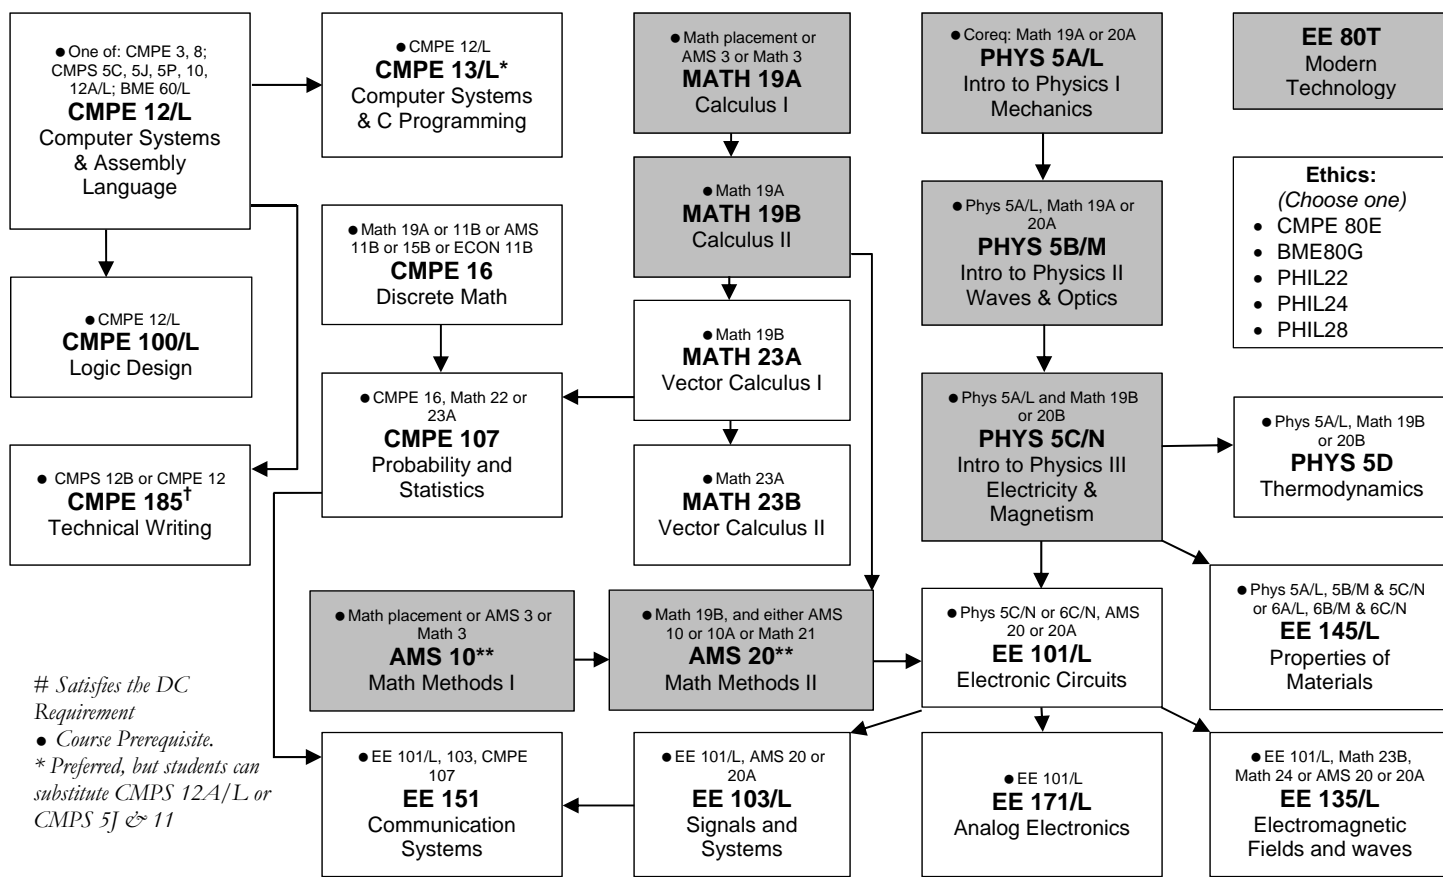 ● One of: CMPE 3, 8;
CMPS 5C, 5J, 5P, 10,
12A/L; BME 60/L
CMPE 12/L
Computer Systems
& Assembly
Language
● CMPE 12/L
CMPE 13/L*
Computer Systems
& C Programming
● Math placement or
AMS 3 or Math 3
MATH 19A
Calculus I
● Coreq: Math 19A or 20A
PHYS 5A/L
Intro to Physics I
Mechanics
EE 80T
Modern
Technology
● Math 19A or 11B or AMS
11B or 15B or ECON 11B
CMPE 16
Discrete Math
● Math 19A
MATH 19B
Calculus II
● Phys 5A/L, Math 19A or
20A
PHYS 5B/M
Intro to Physics II
Waves & Optics
Ethics:
(Choose one)
• CMPE 80E
• BME80G
• PHIL22
• PHIL24
• PHIL28
● CMPE 12/L
CMPE 100/L
Logic Design
● CMPE 16, Math 22 or
23A
CMPE 107
Probability and
Statistics
● Math 19B
MATH 23A
Vector Calculus I
● Phys 5A/L and Math 19B
or 20B
PHYS 5C/N
Intro to Physics III
Electricity &
Magnetism
● Phys 5A/L, Math 19B
or 20B
PHYS 5D
Thermodynamics
● CMPS 12B or CMPE 12
CMPE 185†
Technical Writing
● Math 23A
MATH 23B
Vector Calculus II
● Math placement or AMS 3 or
Math 3
AMS 10**
Math Methods I
● Math 19B, and either AMS
10 or 10A or Math 21
AMS 20**
Math Methods II
● Phys 5C/N or 6C/N, AMS
20 or 20A
EE 101/L
Electronic Circuits
● Phys 5A/L, 5B/M & 5C/N
or 6A/L, 6B/M & 6C/N
EE 145/L
Properties of
Materials
# Satisfies the DC
Requirement
● Course Prerequisite.
* Preferred, but students can
substitute CMPS 12A/L or
CMPS 5J & 11
● EE 101/L, 103, CMPE
107
EE 151
Communication
Systems
● EE 101/L, AMS 20 or
20A
EE 103/L
Signals and
Systems
● EE 101/L
EE 171/L
Analog Electronics
● EE 101/L, Math 23B,
Math 24 or AMS 20 or 20A
EE 135/L
Electromagnetic
Fields and waves